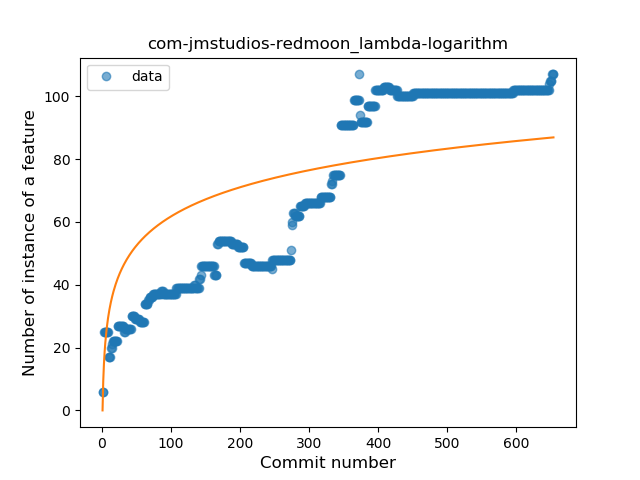 com-jmstudios-redmoon_lambda-logarithm
data
Number of instance of a feature
100
80
60
40
20
0
0 100 200 300 400 500 600
Commit number